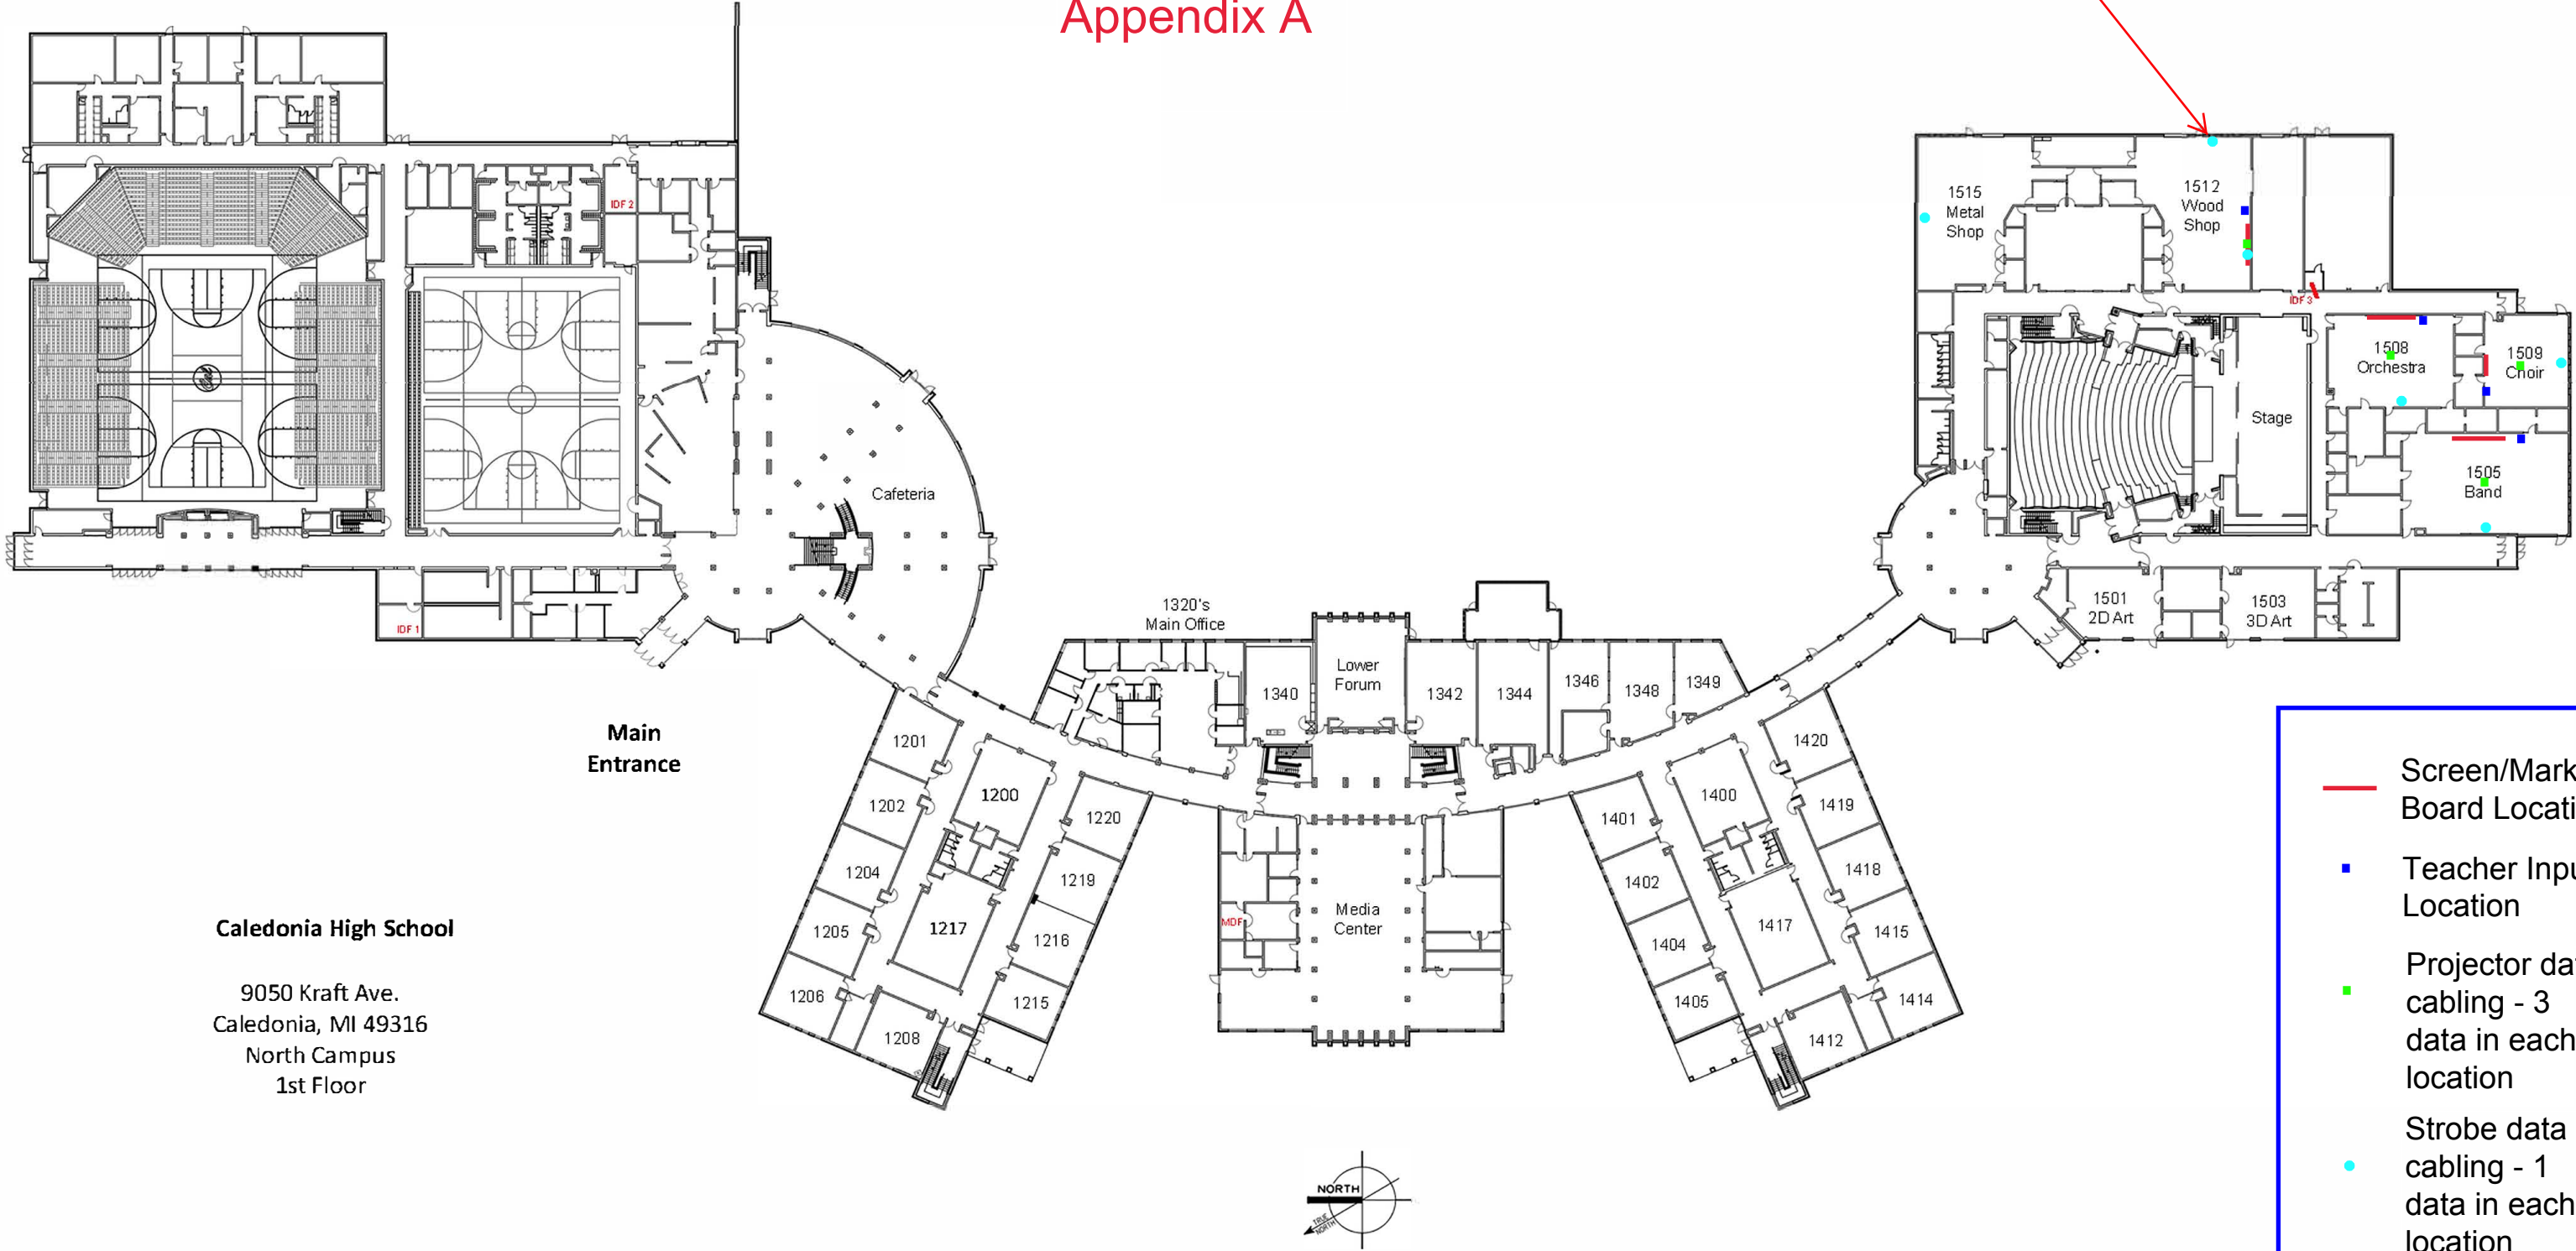 Appendix A
IDF 2
1515
Metal
Shop
1512
Wood
Shop
IDF 3
1508
Orchestra
1509
Choir
Stage
1505
Band
Cafeteria
IDF 1
1501
2D Art
1503
3D Art
1320's
Main Office
Lower
Forum
1340
1342
1344
1346
1348
1349
Main
Entrance
1201
1202
1204
1205
1206
1208
1200
1217
1220
1219
1216
1215
MDF
Media
Center
1401
1402
1404
1405
1400
1417
1412
1420
1419
1418
1415
1414
Caledonia High School
9050 Kraft Ave.
Caledonia, MI 49316
North Campus
1st Floor
NORTH
TRUE
NORTH
Screen/Mark
Board Locati
Teacher Inpu
Location
Projector da
cabling - 3
data in each
location
Strobe data
cabling - 1
data in each
location